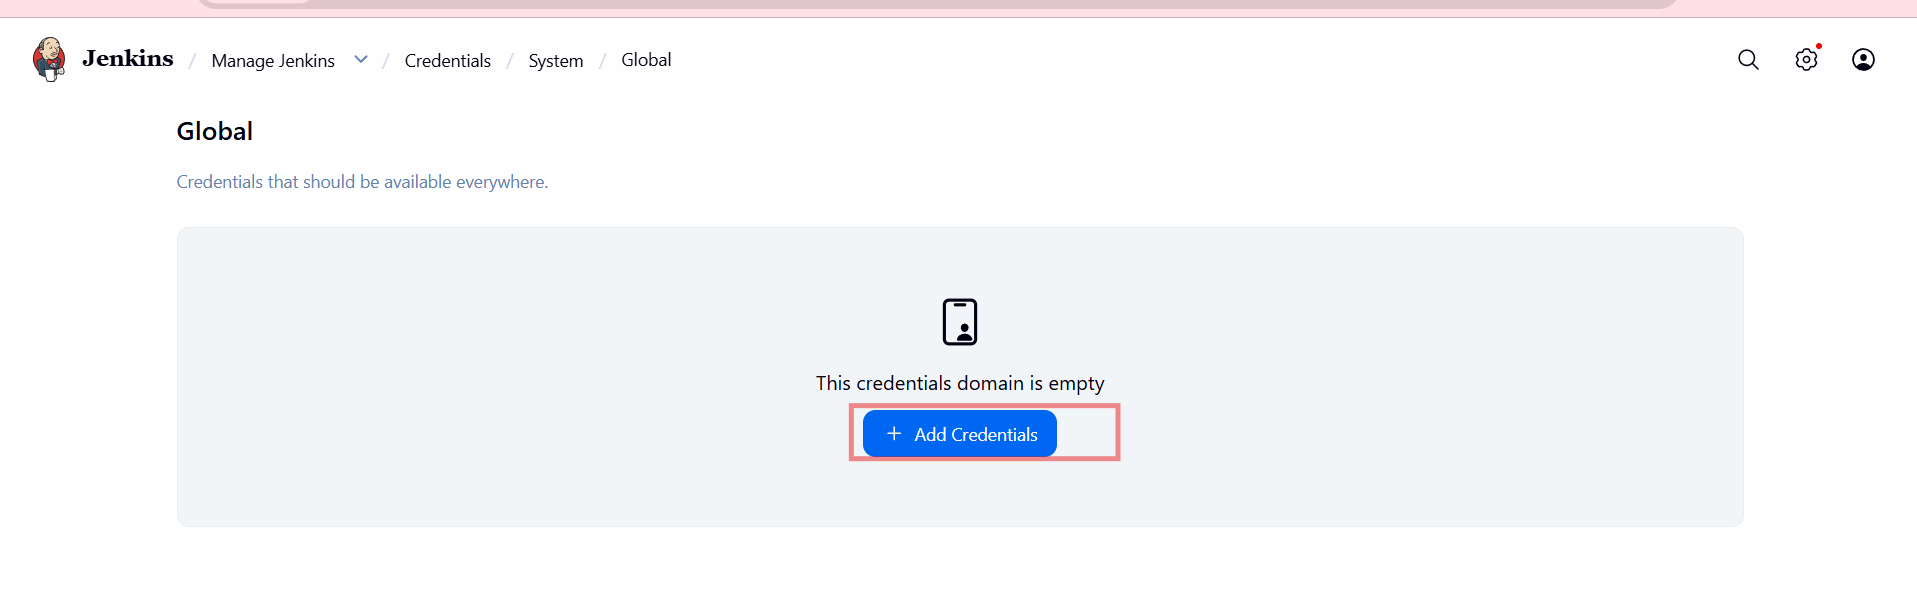 Jenkins / Manage Jenkins / Credentials / System / Global
Global
Credentials that should be available everywhere.
This credentials domain is empty
+ Add Credentials